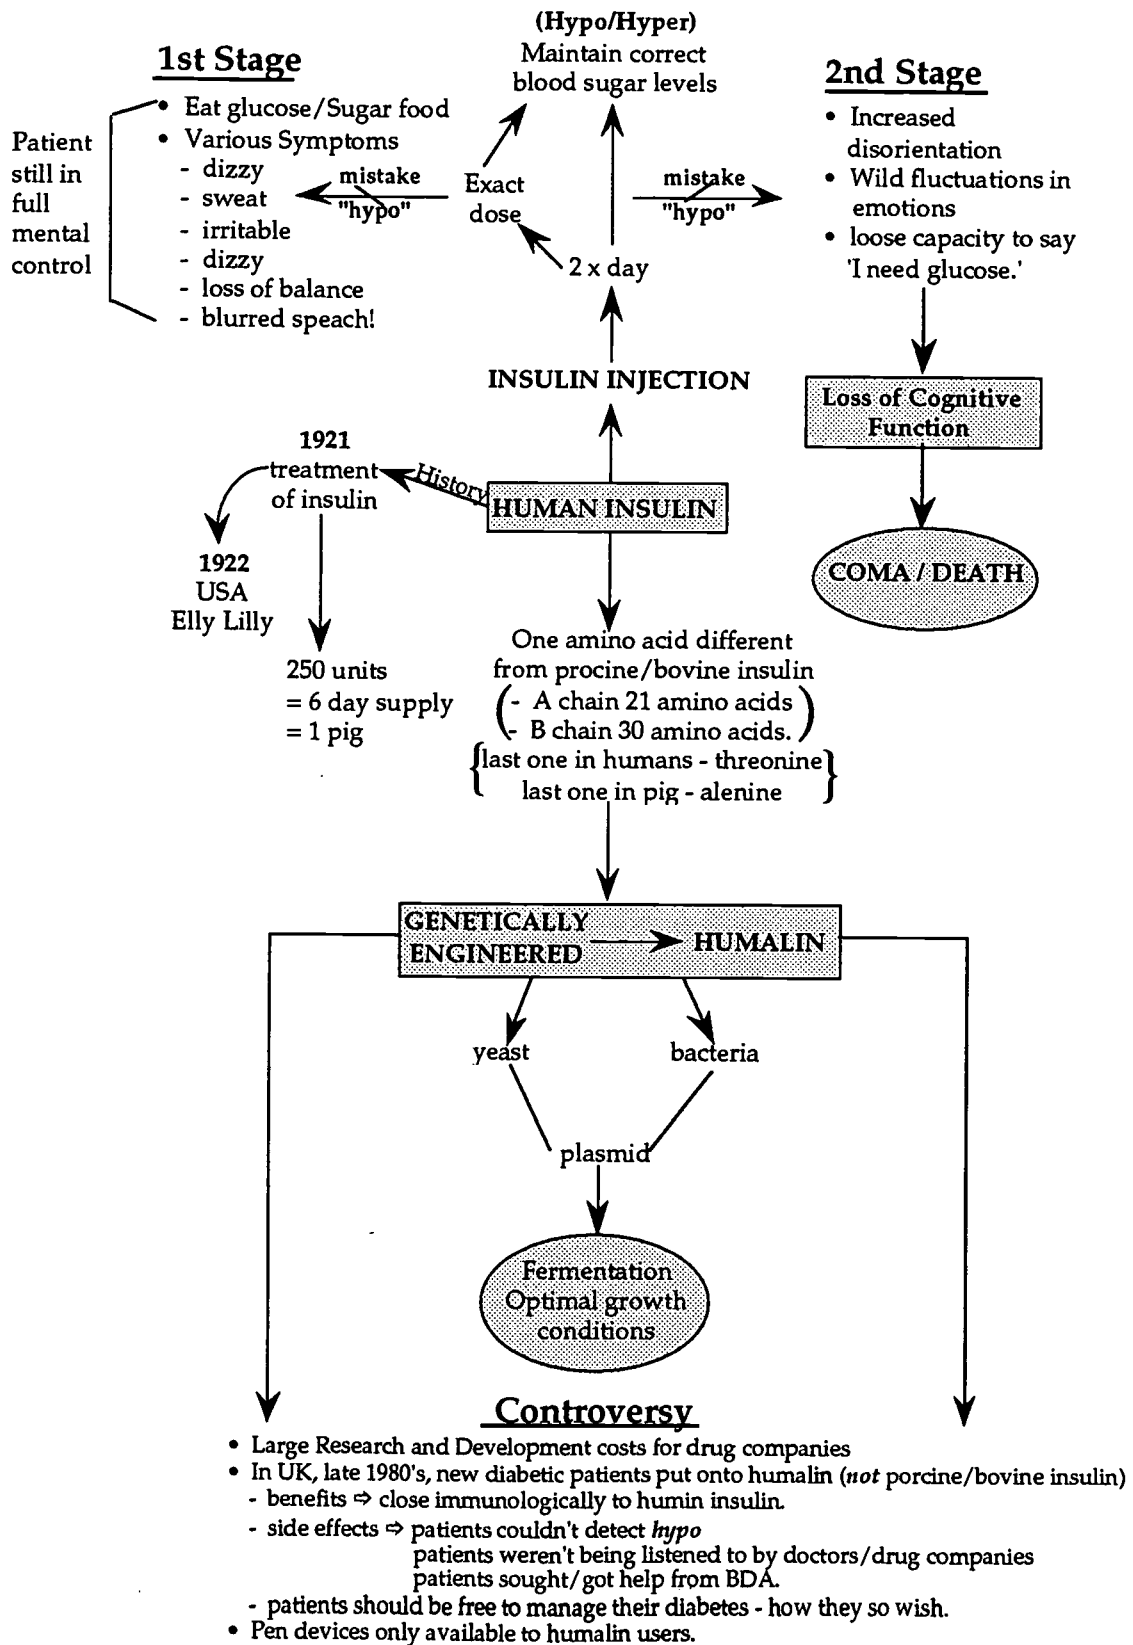 (Hypo/Hyper)
Maintain correct
blood sugar levels
1st Stage
• Eat glucose/Sugar food
• Various Symptoms
- dizzy
- sweat
- irritable
- dizzy
- loss of balance
- blurred speach!
Patient
still in
full
mental
control
mistake
"hypo"
Exact
dose
2 x day
mistake
"hypo"
2nd Stage
• Increased
disorientation
• Wild fluctuations in
emotions
• loose capacity to say
'I need glucose.'
Loss of Cognitive
Function
COMA / DEATH
INSULIN INJECTION
HUMAN INSULIN
History
1921
treatment
of insulin
1922
USA
Elly Lilly
250 units
= 6 day supply
= 1 pig
One amino acid different
from procine/bovine insulin
(- A chain 21 amino acids
- B chain 30 amino acids.)
{last one in humans - threonine
last one in pig - alenine}
GENETICALLY
ENGINEERED
HUMALIN
yeast
bacteria
plasmid
Fermentation
Optimal growth
conditions
Controversy
• Large Research and Development costs for drug companies
• In UK, late 1980's, new diabetic patients put onto humalin (not porcine/bovine insulin)
- benefits ⇨ close immunologically to humin insulin.
- side effects ⇨ patients couldn't detect hypo
patients weren't being listened to by doctors/drug companies
patients sought/got help from BDA.
- patients should be free to manage their diabetes - how they so wish.
• Pen devices only available to humalin users.